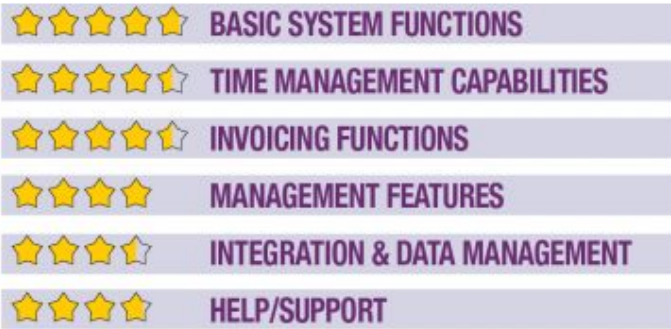 BASIC SYSTEM FUNCTIONS
TIME MANAGEMENT CAPABILITIES
INVOICING FUNCTIONS
MANAGEMENT FEATURES
INTEGRATION & DATA MANAGEMENT
HELP/SUPPORT